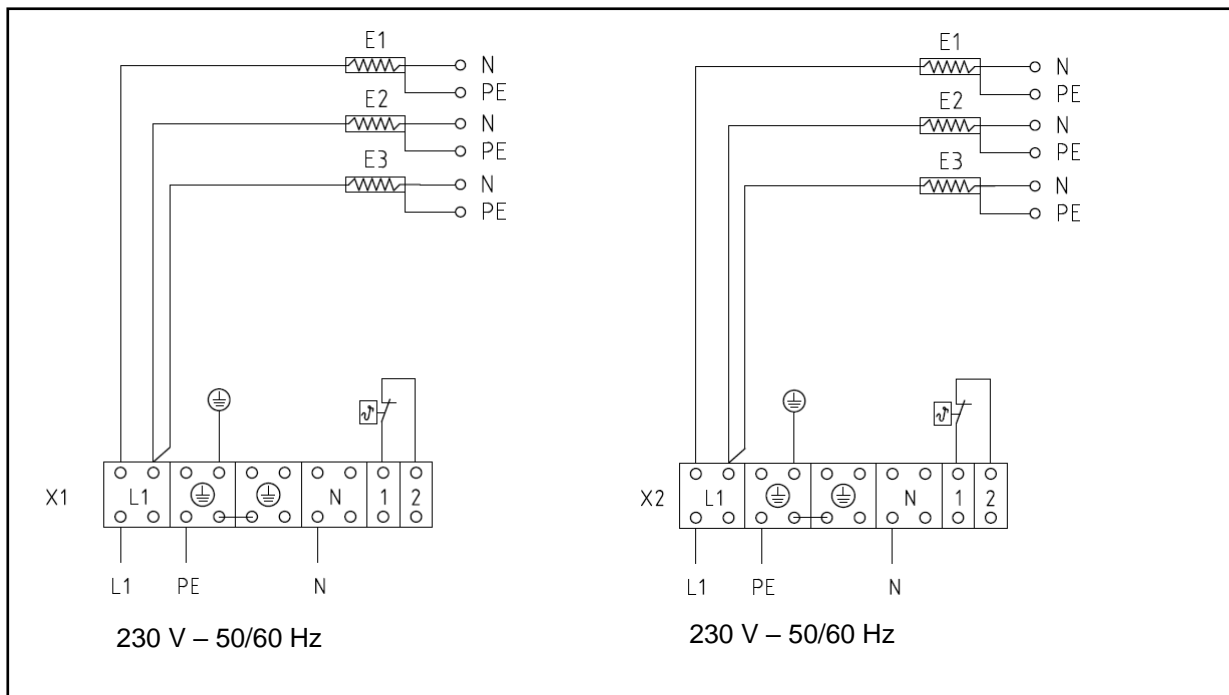 E1
N
PE
E2
N
PE
E3
N
PE
X1
L1 N 1 2
L1 PE N
230 V – 50/60 Hz
E1
N
PE
E2
N
PE
E3
N
PE
X2
L1 N 1 2
L1 PE N
230 V – 50/60 Hz